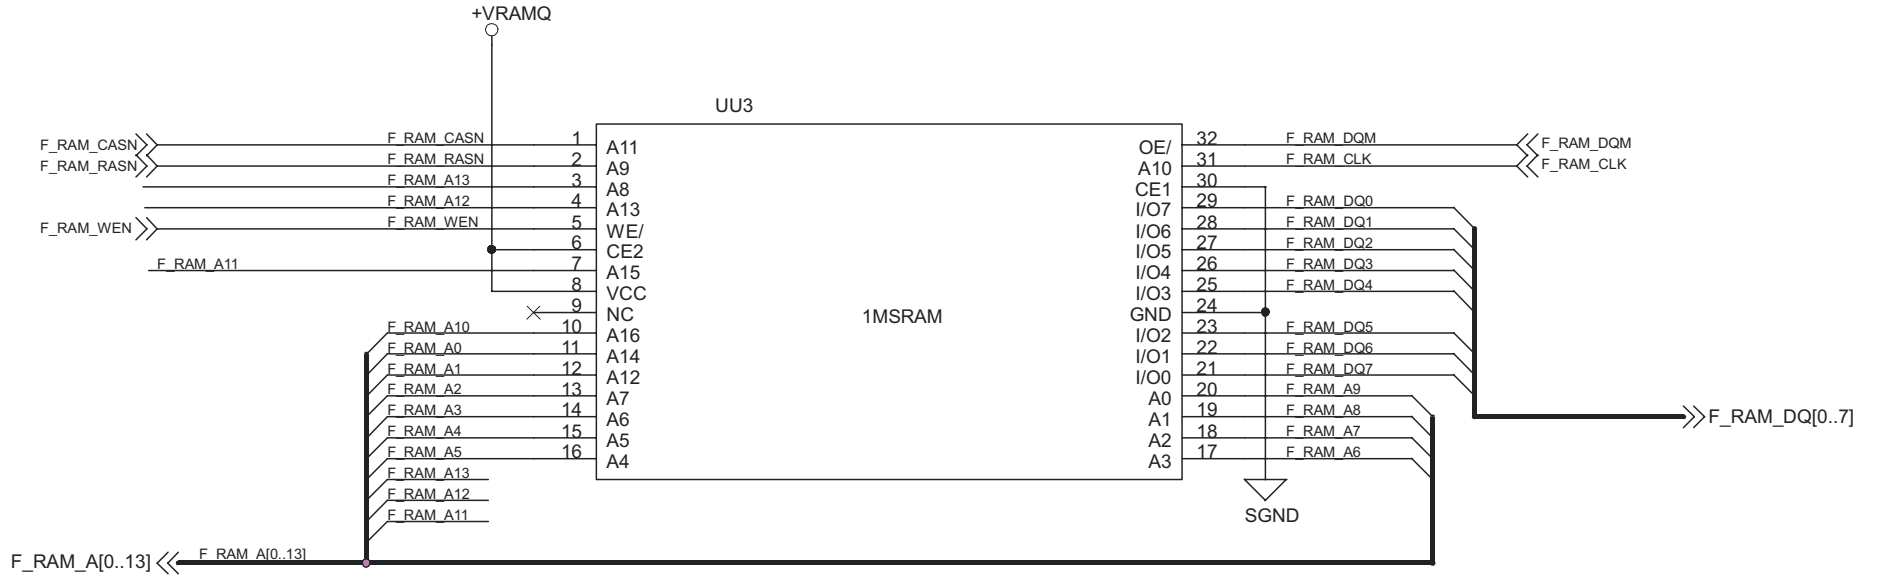 +VRAMQ
UU3
F_RAM_CASN F_RAM_CASN 1 A11 OE/ 32 F_RAM_DQM F_RAM_DQM
F_RAM_RASN F_RAM_RASN 2 A9 A10 31 F_RAM_CLK F_RAM_CLK
F_RAM_A13 3 A8 CE1 30
F_RAM_A12 4 A13 I/O7 29 F_RAM_DQ0
F_RAM_WEN F_RAM_WEN 5 WE/ I/O6 28 F_RAM_DQ1
6 CE2 I/O5 27 F_RAM_DQ2
F_RAM_A11 7 A15 I/O4 26 F_RAM_DQ3
8 VCC I/O3 25 F_RAM_DQ4
9 NC 1MSRAM GND 24
F_RAM_A10 10 A16 I/O2 23 F_RAM_DQ5
F_RAM_A0 11 A14 I/O1 22 F_RAM_DQ6
F_RAM_A1 12 A12 I/O0 21 F_RAM_DQ7
F_RAM_A2 13 A7 A0 20 F_RAM_A9
F_RAM_A3 14 A6 A1 19 F_RAM_A8 F_RAM_DQ[0..7]
F_RAM_A4 15 A5 A2 18 F_RAM_A7
F_RAM_A5 16 A4 A3 17 F_RAM_A6
F_RAM_A13
F_RAM_A12
F_RAM_A11 SGND
F_RAM_A[0..13] F_RAM_A[0..13]